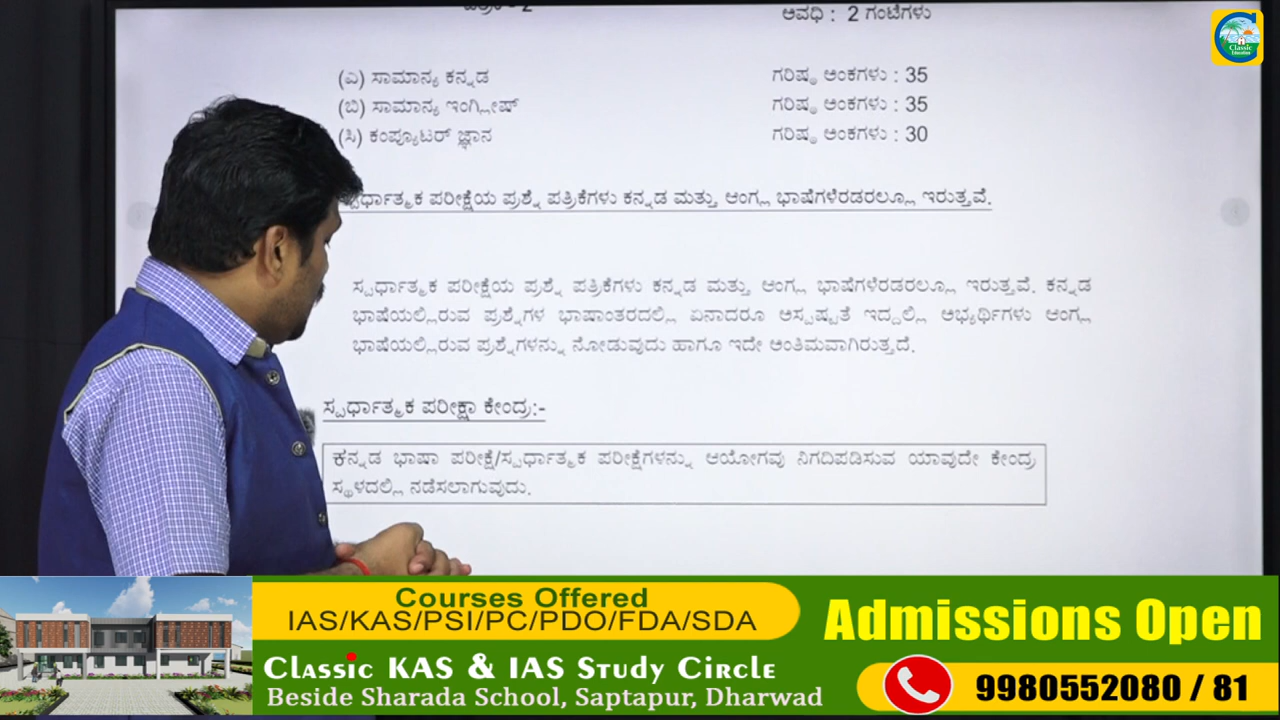 ಅವಧಿ : 2 ಗಂಟೆಗಳು
(ಎ) ಸಾಮಾನ್ಯ ಕನ್ನಡ ಗರಿಷ್ಠ ಅಂಕಗಳು : 35
(ಬಿ) ಸಾಮಾನ್ಯ ಇಂಗ್ಲೀಷ್ ಗರಿಷ್ಠ ಅಂಕಗಳು : 35
(ಸಿ) ಕಂಪ್ಯೂಟರ್ ಜ್ಞಾನ ಗರಿಷ್ಠ ಅಂಕಗಳು : 30
ಸ್ಪರ್ಧಾತ್ಮಕ ಪರೀಕ್ಷೆಯ ಪ್ರಶ್ನೆ ಪತ್ರಿಕೆಗಳು ಕನ್ನಡ ಮತ್ತು ಆಂಗ್ಲ ಭಾಷೆಗಳೆರಡರಲ್ಲೂ ಇರುತ್ತವೆ.
ಸ್ಪರ್ಧಾತ್ಮಕ ಪರೀಕ್ಷೆಯ ಪ್ರಶ್ನೆ ಪತ್ರಿಕೆಗಳು ಕನ್ನಡ ಮತ್ತು ಆಂಗ್ಲ ಭಾಷೆಗಳೆರಡರಲ್ಲೂ ಇರುತ್ತವೆ. ಕನ್ನಡ
ಭಾಷೆಯಲ್ಲಿರುವ ಪ್ರಶ್ನೆಗಳ ಭಾಷಾಂತರದಲ್ಲಿ ಏನಾದರೂ ಅಸ್ಪಷ್ಟತೆ ಇದ್ದಲ್ಲಿ ಅಭ್ಯರ್ಥಿಗಳು ಆಂಗ್ಲ
ಭಾಷೆಯಲ್ಲಿರುವ ಪ್ರಶ್ನೆಗಳನ್ನು ನೋಡುವುದು ಹಾಗೂ ಇದೇ ಅಂತಿಮವಾಗಿರುತ್ತದೆ.
ಸ್ಪರ್ಧಾತ್ಮಕ ಪರೀಕ್ಷಾ ಕೇಂದ್ರ:-
ಕನ್ನಡ ಭಾಷಾ ಪರೀಕ್ಷೆ/ಸ್ಪರ್ಧಾತ್ಮಕ ಪರೀಕ್ಷೆಗಳನ್ನು ಆಯೋಗವು ನಿಗದಿಪಡಿಸುವ ಯಾವುದೇ ಕೇಂದ್ರ
ಸ್ಥಳದಲ್ಲಿ ನಡೆಸಲಾಗುವುದು.
Classic
Education
Courses Offered
IAS/KAS/PSI/PC/PDO/FDA/SDA
Classic KAS & IAS Study Circle
Beside Sharada School, Saptapur, Dharwad
Admissions Open
9980552080 / 81